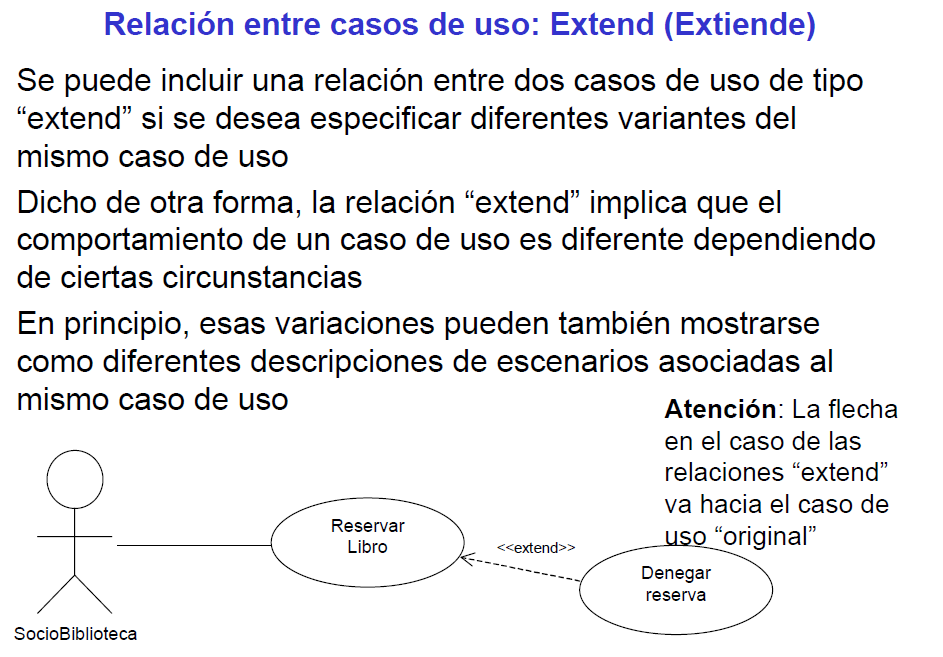 Relación entre casos de uso: Extend (Extiende)
Se puede incluir una relación entre dos casos de uso de tipo
“extend” si se desea especificar diferentes variantes del
mismo caso de uso
Dicho de otra forma, la relación “extend” implica que el
comportamiento de un caso de uso es diferente dependiendo
de ciertas circunstancias
En principio, esas variaciones pueden también mostrarse
como diferentes descripciones de escenarios asociadas al
mismo caso de uso
Atención: La flecha
en el caso de las
relaciones “extend”
va hacia el caso de
uso “original”
Reservar
Libro
<<extend>>
Denegar
reserva
SocioBiblioteca